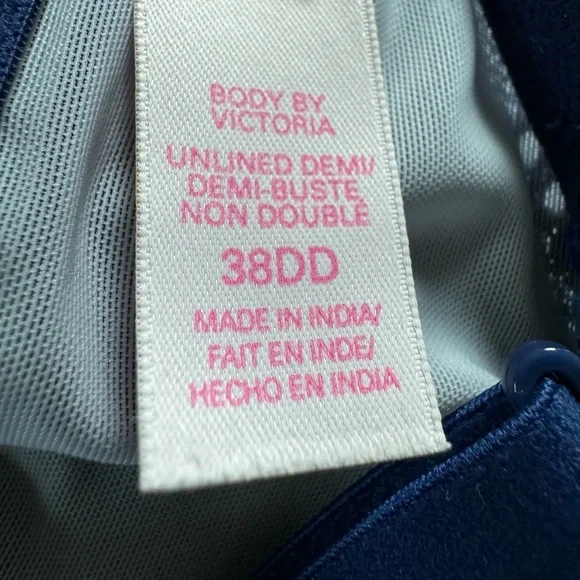 BODY BY
VICTORIA
UNLINED DEMI/
DEMI-BUSTE
NON DOUBLÉ
38DD
MADE IN INDIA/
FAIT EN INDE/
HECHO EN INDIA